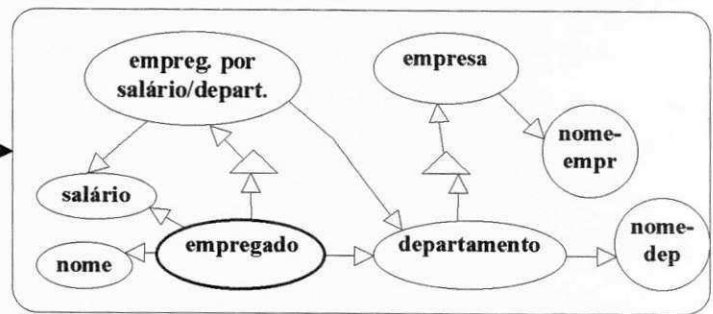 empreg. por
salário/depart.
empresa
nome-
empr
salário
empregado
departamento
nome-
dep
nome